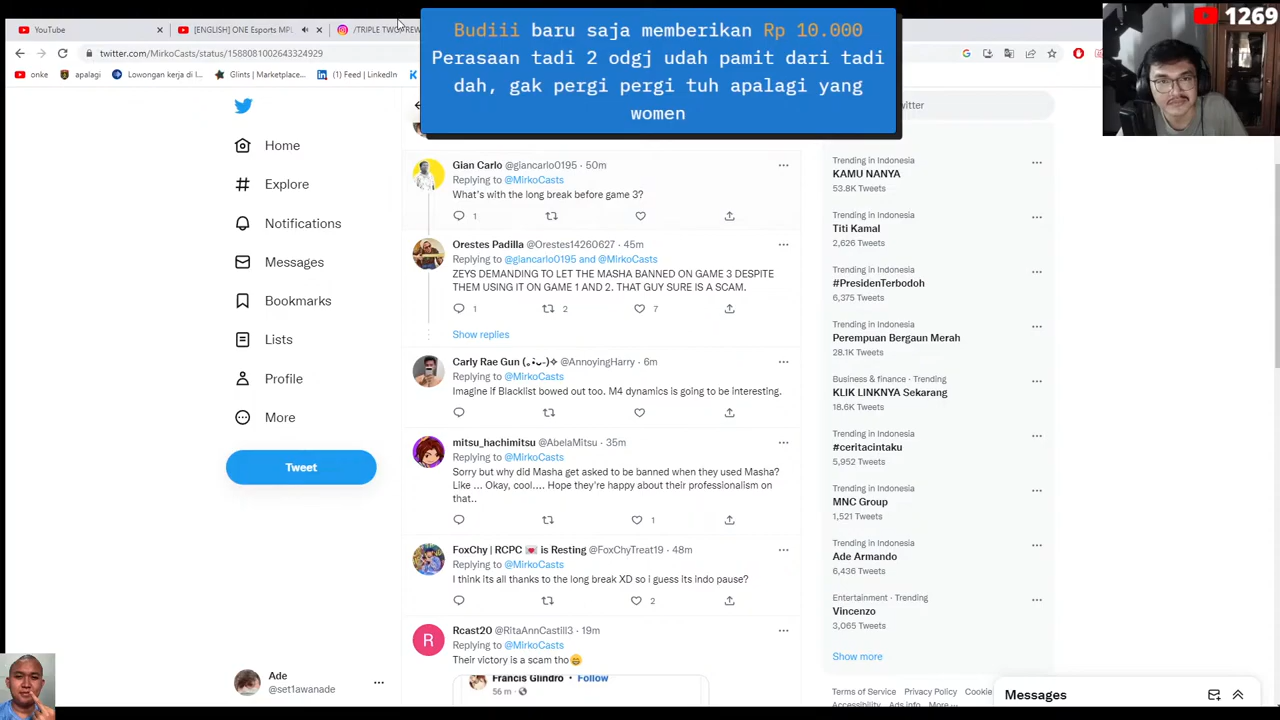 YouTube
[ENGLISH] ONE Esports MPL
/TRIPLE TWO/
Budiii baru saja memberikan Rp 10.000
Perasaan tadi 2 odgj udah pamit dari tadi
dah, gak pergi pergi tuh apalagi yang
women
1269
twitter.com/MirkoCasts/status/1588081002643324929
onke
apalagi
Lowongan kerja di I...
Glints | Marketplace...
(1) Feed | LinkedIn
witter
Home
Explore
Notifications
Messages
Bookmarks
Lists
Profile
More
Tweet
Ade
@set1awanade
Gian Carlo @giancarlo0195 · 50m
Replying to @MirkoCasts
What's with the long break before game 3?
1
Orestes Padilla @Orestes14260627 · 45m
Replying to @giancarlo0195 and @MirkoCasts
ZEYS DEMANDING TO LET THE MASHA BANNED ON GAME 3 DESPITE
THEM USING IT ON GAME 1 AND 2. THAT GUY SURE IS A SCAM.
1 2 7
Show replies
Carly Rae Gun (｡•̀ᴗ-)✧ @AnnoyingHarry · 6m
Replying to @MirkoCasts
Imagine if Blacklist bowed out too. M4 dynamics is going to be interesting.
mitsu_hachimitsu @AbelaMitsu · 35m
Replying to @MirkoCasts
Sorry but why did Masha get asked to be banned when they used Masha?
Like ... Okay, cool.... Hope they're happy about their professionalism on
that..
1
FoxChy | RCPC 💌 is Resting @FoxChyTreat19 · 48m
Replying to @MirkoCasts
I think its all thanks to the long break XD so i guess its indo pause?
2
R
Rcast20 @RitaAnnCastill3 · 19m
Replying to @MirkoCasts
Their victory is a scam tho😁
Francis Glindro · Follow
56 m
Trending in Indonesia
KAMU NANYA
53.8K Tweets
Trending in Indonesia
Titi Kamal
2,626 Tweets
Trending in Indonesia
#PresidenTerbodoh
6,375 Tweets
Trending in Indonesia
Perempuan Bergaun Merah
28.1K Tweets
Business & finance · Trending
KLIK LINKNYA Sekarang
18.6K Tweets
Trending in Indonesia
#ceritacintaku
5,952 Tweets
Trending in Indonesia
MNC Group
1,521 Tweets
Trending in Indonesia
Ade Armando
6,436 Tweets
Entertainment · Trending
Vincenzo
3,065 Tweets
Show more
Terms of Service Privacy Policy Cookie
Accessibility Ads info More
Messages